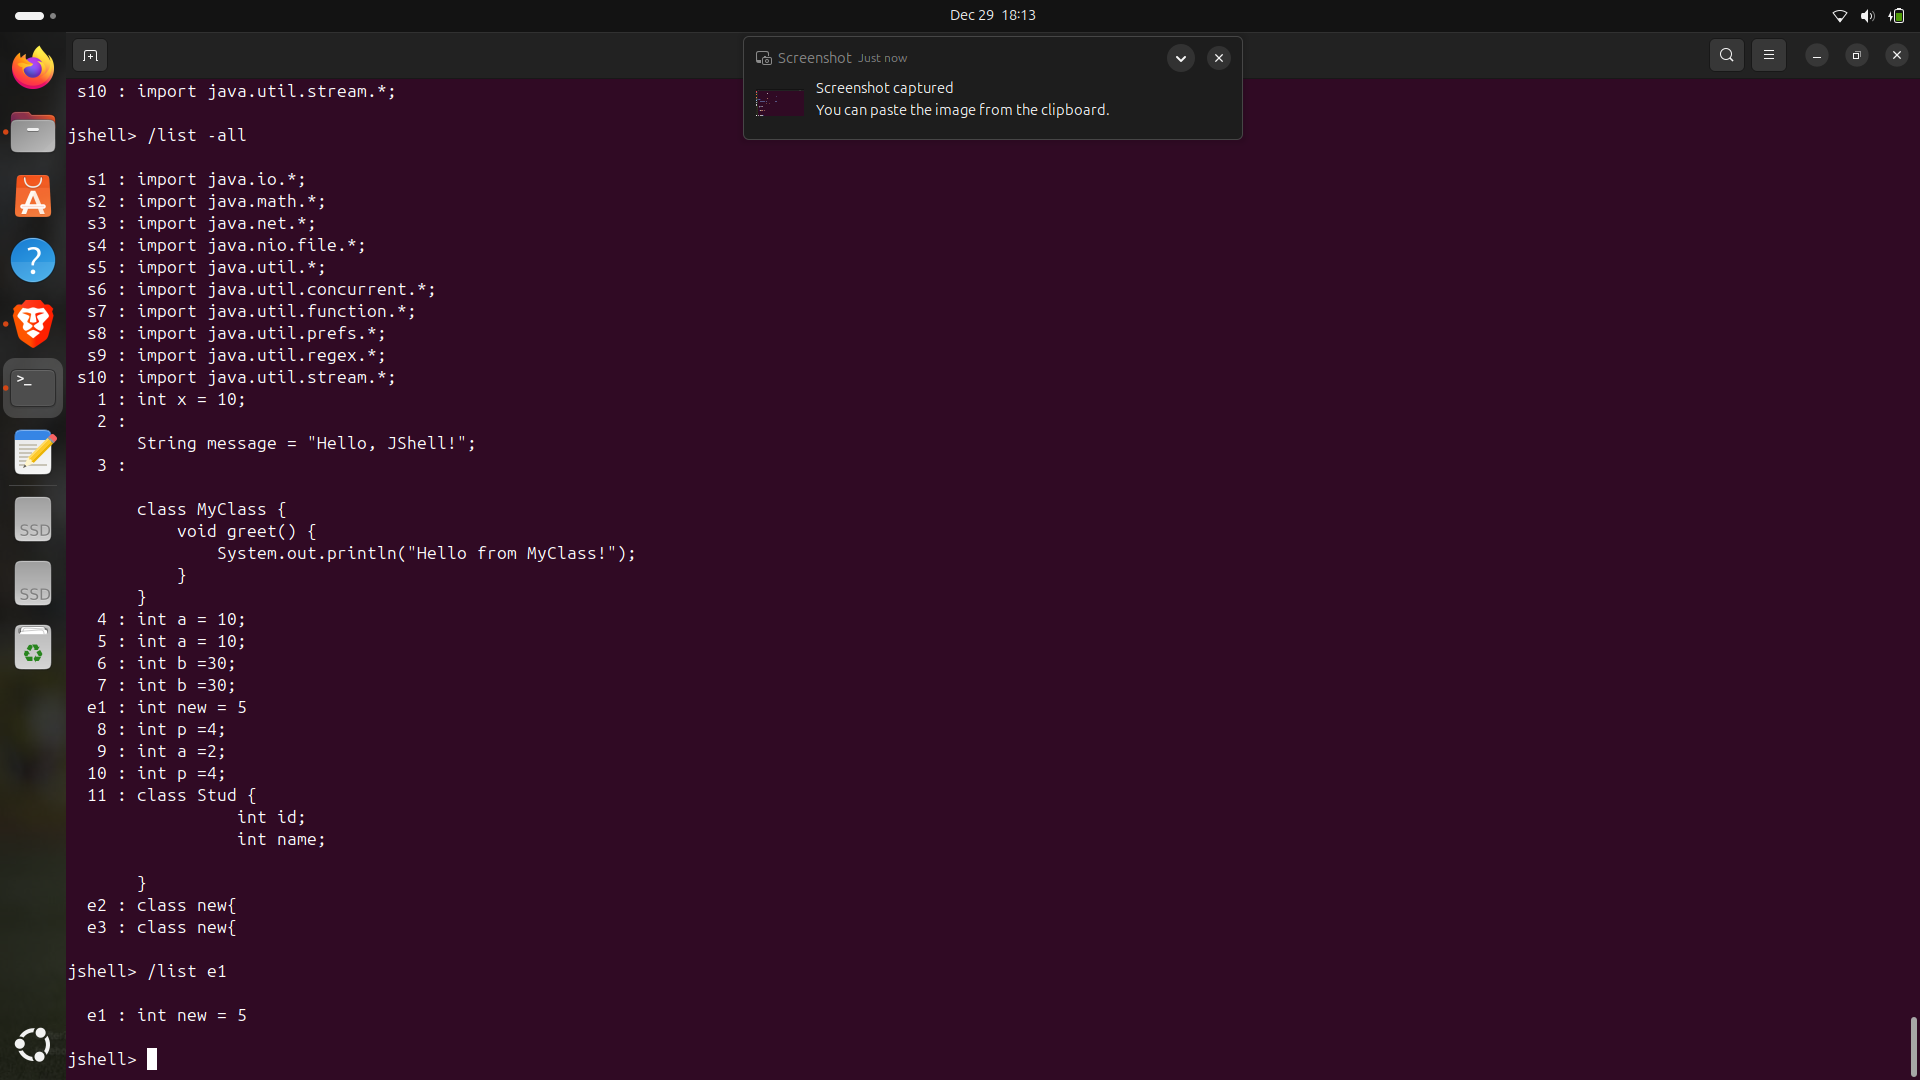 Dec 29 18:13
Screenshot Just now
Screenshot captured
You can paste the image from the clipboard.
s10 : import java.util.stream.*;
jshell> /list -all
s1 : import java.io.*;
s2 : import java.math.*;
s3 : import java.net.*;
s4 : import java.nio.file.*;
s5 : import java.util.*;
s6 : import java.util.concurrent.*;
s7 : import java.util.function.*;
s8 : import java.util.prefs.*;
s9 : import java.util.regex.*;
s10 : import java.util.stream.*;
1 : int x = 10;
2 :
String message = "Hello, JShell!";
3 :
class MyClass {
void greet() {
System.out.println("Hello from MyClass!");
}
}
4 : int a = 10;
5 : int a = 10;
6 : int b =30;
7 : int b =30;
e1 : int new = 5
8 : int p =4;
9 : int a =2;
10 : int p =4;
11 : class Stud {
int id;
int name;
}
e2 : class new{
e3 : class new{
jshell> /list e1
e1 : int new = 5
jshell>
SSD
SSD